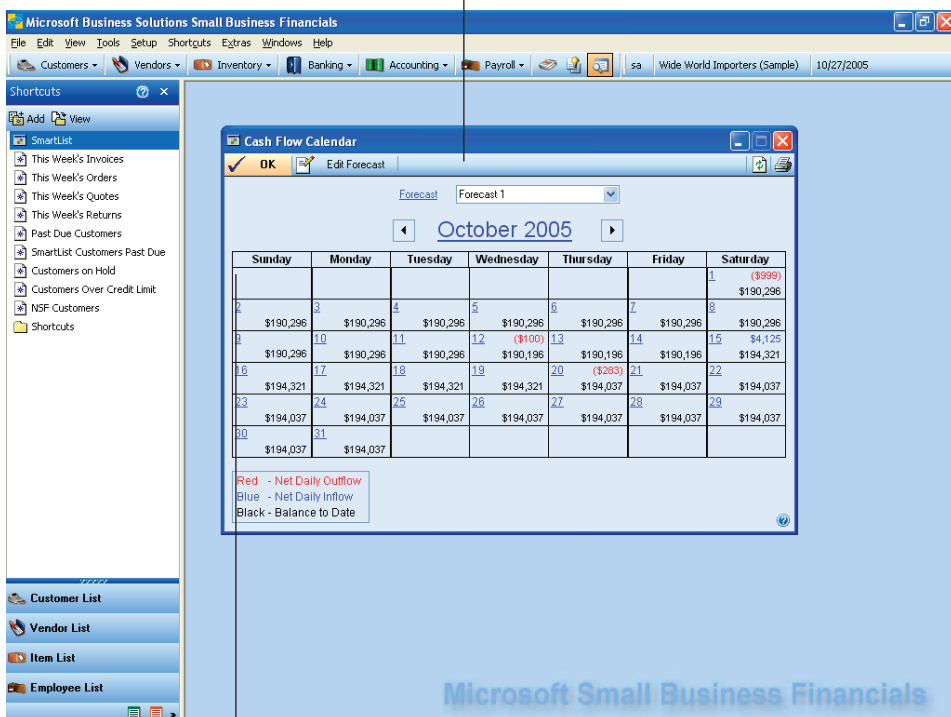 Microsoft Business Solutions Small Business Financials
File Edit View Tools Setup Shortcuts Extras Windows Help
Customers Vendors Inventory Banking Accounting Payroll sa Wide World Importers (Sample) 10/27/2005
Shortcuts
Add View
SmartList
This Week's Invoices
This Week's Orders
This Week's Quotes
This Week's Returns
Past Due Customers
SmartList Customers Past Due
Customers on Hold
Customers Over Credit Limit
NSF Customers
Shortcuts
Customer List
Vendor List
Item List
Employee List
Cash Flow Calendar
OK Edit Forecast
Forecast Forecast 1
October 2005
Sunday Monday Tuesday Wednesday Thursday Friday Saturday
1 ($999)
$190,296
2 3 4 5 6 7 8
$190,296 $190,296 $190,296 $190,296 $190,296 $190,296 $190,296
9 10 11 12 ($100) 13 14 15 $4,125
$190,296 $190,296 $190,296 $190,196 $190,196 $190,196 $194,321
16 17 18 19 20 ($283) 21 22
$194,321 $194,321 $194,321 $194,321 $194,037 $194,037 $194,037
23 24 25 26 27 28 29
$194,037 $194,037 $194,037 $194,037 $194,037 $194,037 $194,037
30 31
$194,037 $194,037
Red - Net Daily Outflow
Blue - Net Daily Inflow
Black - Balance to Date
Microsoft Small Business Financials